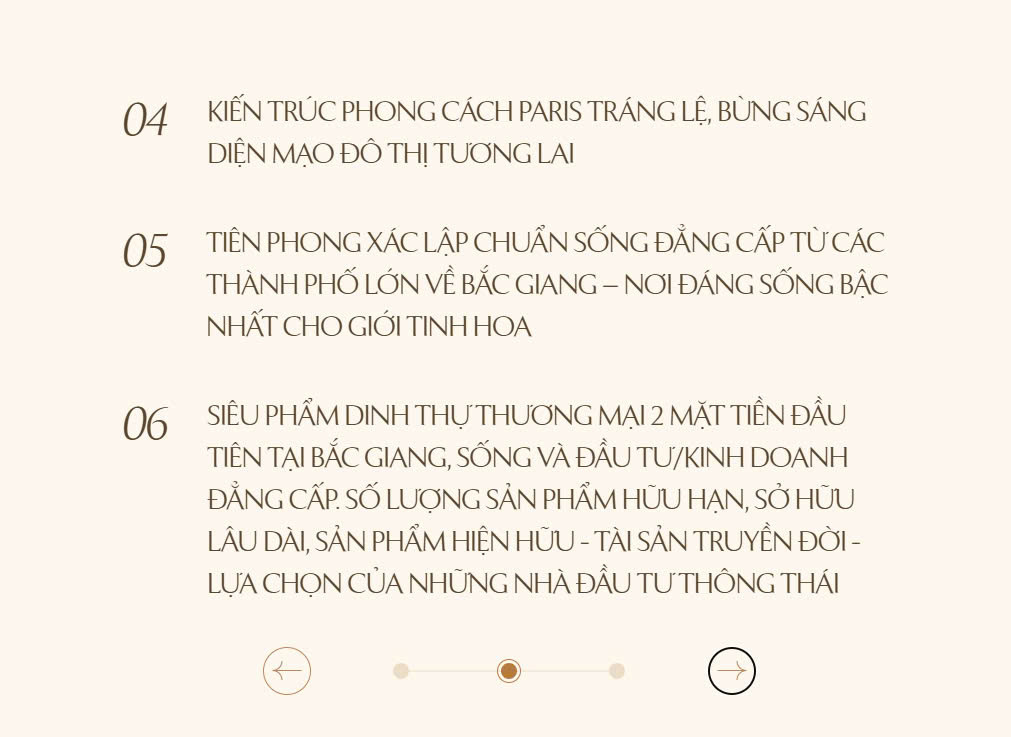 04
KIẾN TRÚC PHONG CÁCH PARIS TRÁNG LỆ, BỪNG SÁNG
DIỆN MẠO ĐÔ THỊ TƯƠNG LAI
05
TIÊN PHONG XÁC LẬP CHUẨN SỐNG ĐẲNG CẤP TỪ CÁC
THÀNH PHỐ LỚN VỀ BẮC GIANG – NƠI ĐÁNG SỐNG BẬC
NHẤT CHO GIỚI TINH HOA
06
SIÊU PHẨM DINH THỰ THƯƠNG MẠI 2 MẶT TIỀN ĐẦU
TIÊN TẠI BẮC GIANG, SỐNG VÀ ĐẦU TƯ/KINH DOANH
ĐẲNG CẤP. SỐ LƯỢNG SẢN PHẨM HỮU HẠN, SỞ HỮU
LÂU DÀI, SẢN PHẨM HIỆN HỮU - TÀI SẢN TRUYỀN ĐỜI -
LỰA CHỌN CỦA NHỮNG NHÀ ĐẦU TƯ THÔNG THÁI